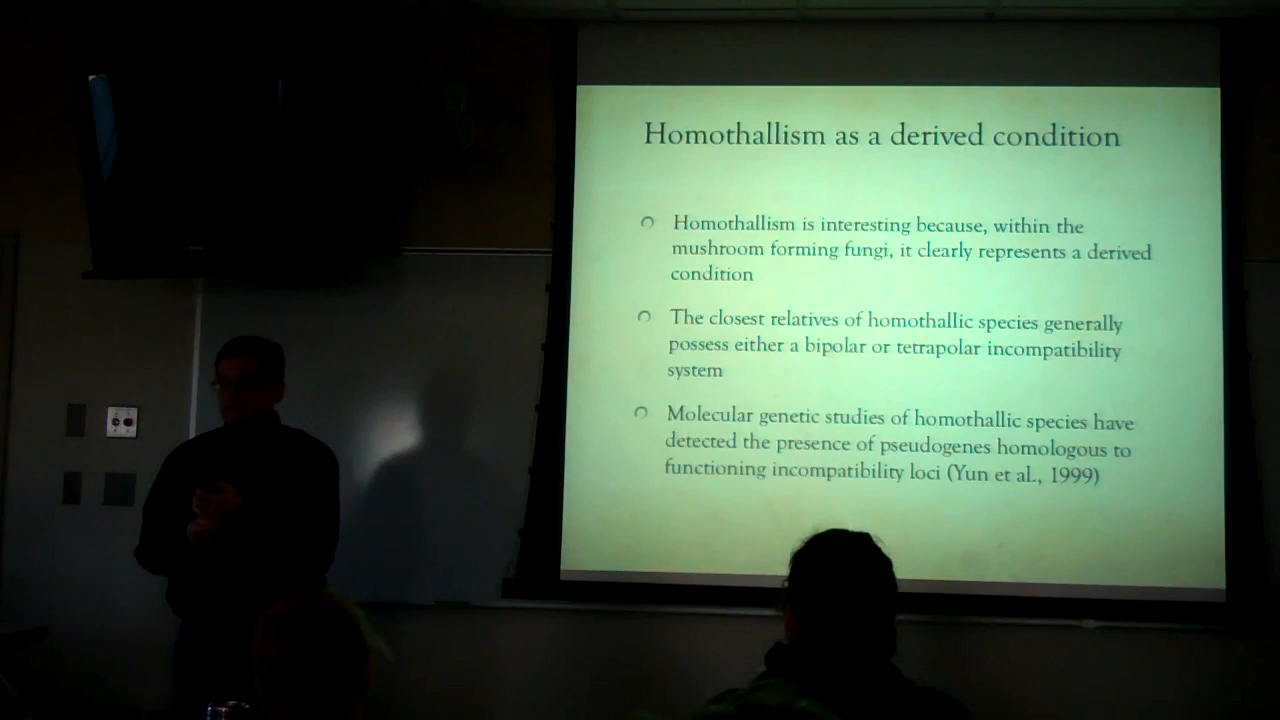 Homothallism as a derived condition
Homothallism is interesting because, within the
mushroom forming fungi, it clearly represents a derived
condition
The closest relatives of homothallic species generally
possess either a bipolar or tetrapolar incompatibility
system
Molecular genetic studies of homothallic species have
detected the presence of pseudogenes homologous to
functioning incompatibility loci (Yun et al., 1999)